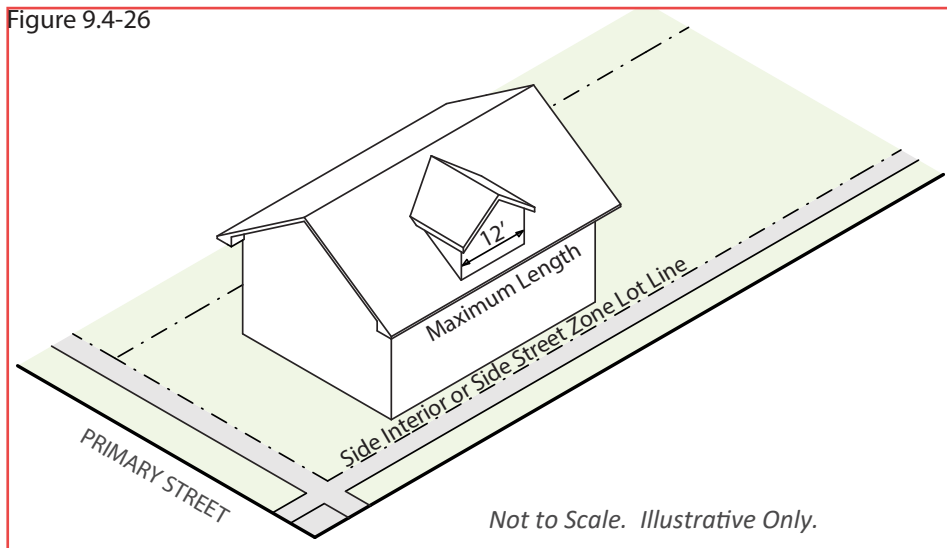 Figure 9.4-26
12'
Maximum Length
Side Interior or Side Street Zone Lot Line
PRIMARY STREET
Not to Scale. Illustrative Only.